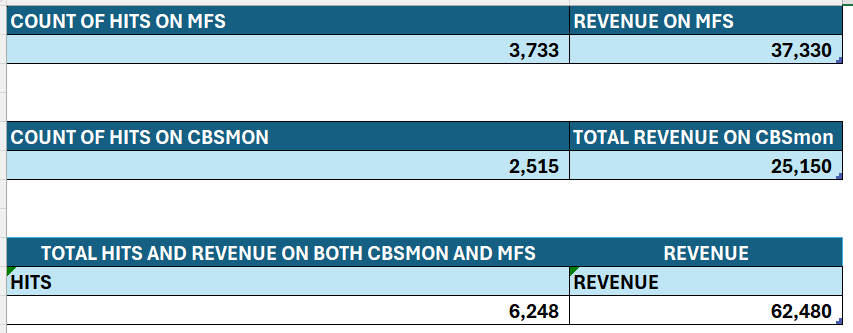 COUNT OF HITS ON MFS REVENUE ON MFS
3,733 37,330
COUNT OF HITS ON CBSMON TOTAL REVENUE ON CBSmon
2,515 25,150
TOTAL HITS AND REVENUE ON BOTH CBSMON AND MFS REVENUE
HITS REVENUE
6,248 62,480